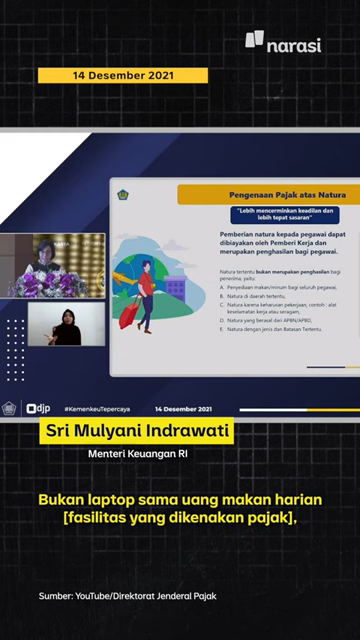 narasi
14 Desember 2021
Pengenaan Pajak atas Natura
"Lebih mencerminkan keadilan dan
lebih tepat sasaran"
Pemberian natura kepada pegawai dapat
dibiayakan oleh Pemberi Kerja dan
merupakan penghasilan bagi pegawai.
Natura tertentu bukan merupakan penghasilan bagi
penerima, yaitu:
A. Penyediaan makan/minum bagi seluruh pegawai,
B. Natura di daerah tertentu,
C. Natura karena keharusan pekerjaan, contoh : alat
keselamatan kerja atau seragam,
D. Natura yang berasal dari APBN/APBD,
E. Natura dengan jenis dan Batasan Tertentu
djp
#KemenkeuTepercaya
14 Desember 2021
Sri Mulyani Indrawati
Menteri Keuangan RI
Bukan laptop sama uang makan harian
[fasilitas yang dikenakan pajak],
Sumber: YouTube/Direktorat Jenderal Pajak